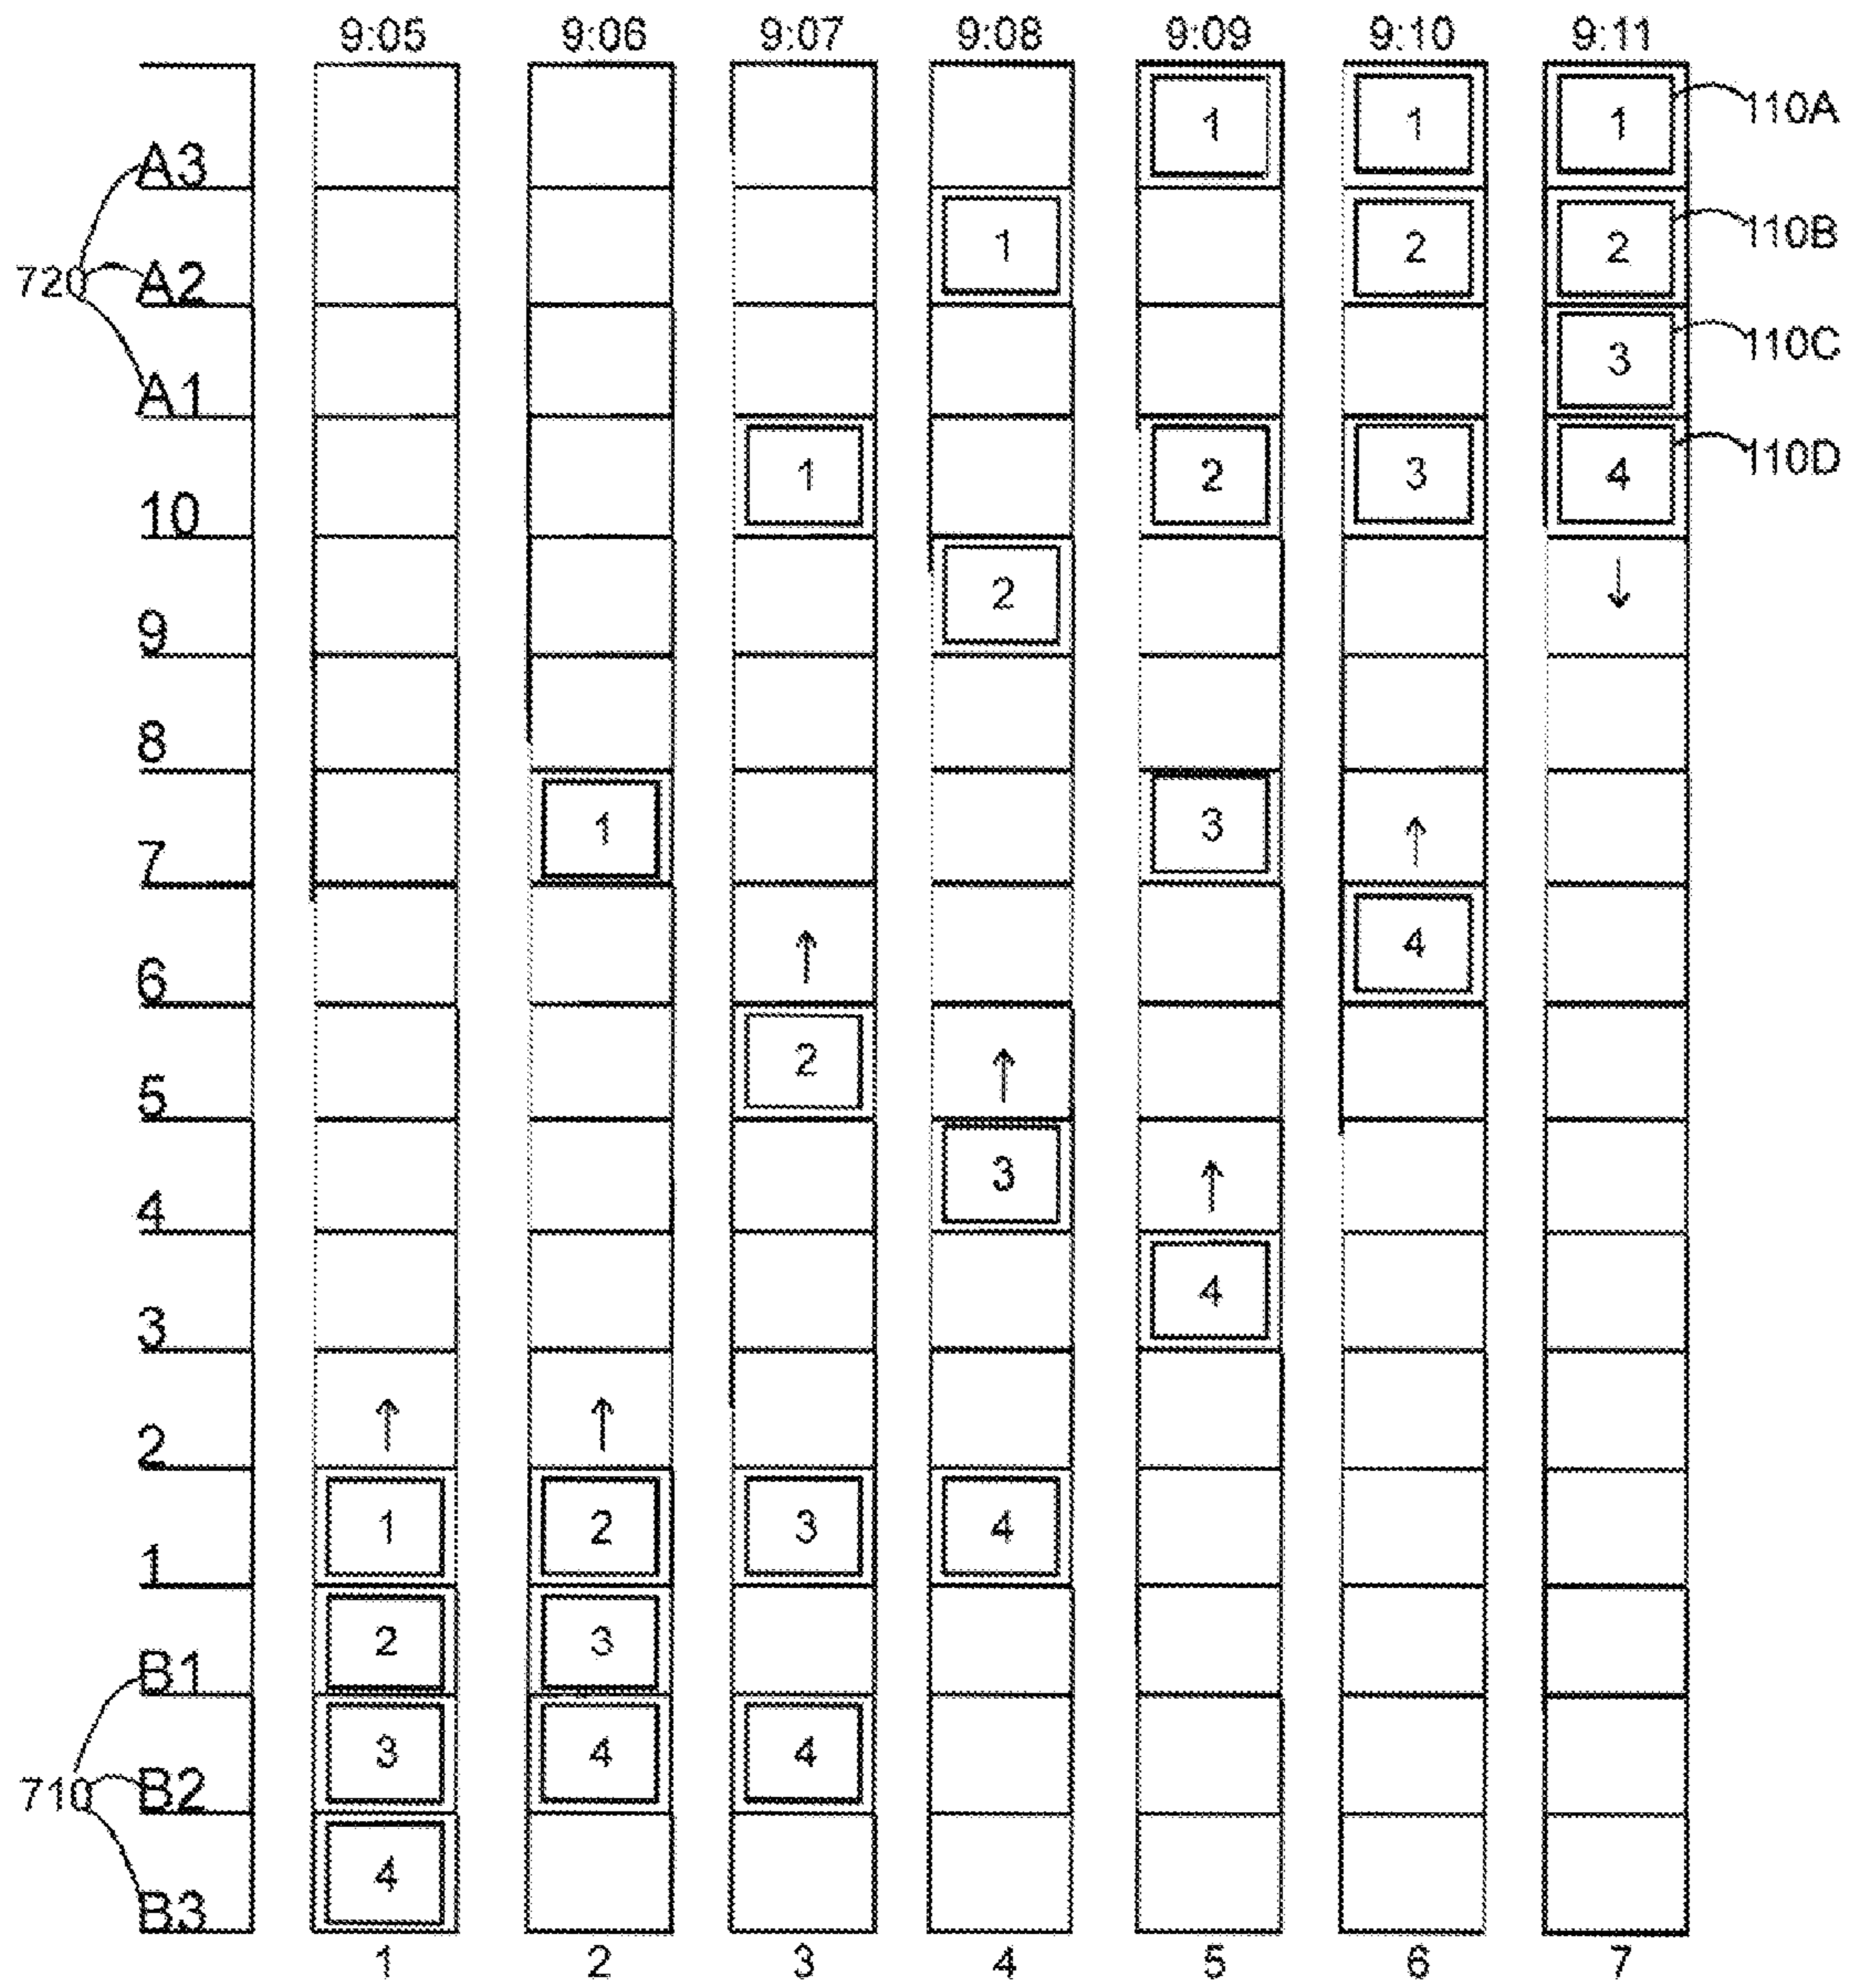 9:05 9:06 9:07 9:08 9:09 9:10 9:11
1 1 1 110A
A3
1 2 2 110B
720 A2
3 110C
A1
1 2 3 4 110D
10
2 ↓
9
8
1 3 ↑
7
↑ 4
6
2 ↑
5
3 ↑
4
4
3
↑ ↑
2
1 2 3 4
1
2 3
B1
3 4 4
710 B2
4
B3
1 2 3 4 5 6 7